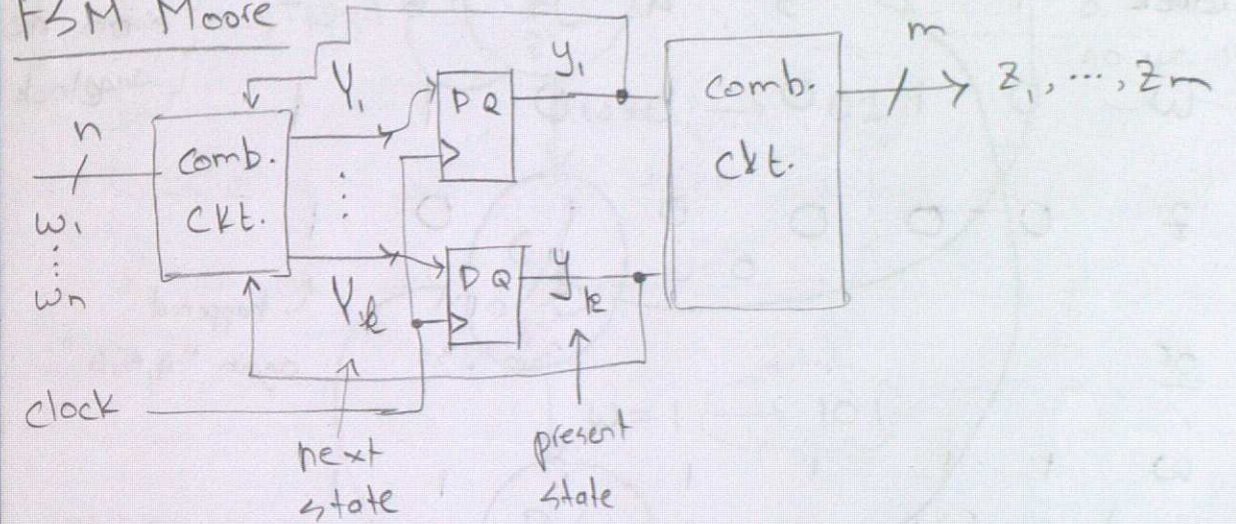 FSM Moore
m
n
Y₁
y₁
D Q
comb.
ckt.
comb.
ckt.
z₁, ..., zm
w₁
⋮
wn
⋮
Yk
D Q
yk
clock
next
state
present
state